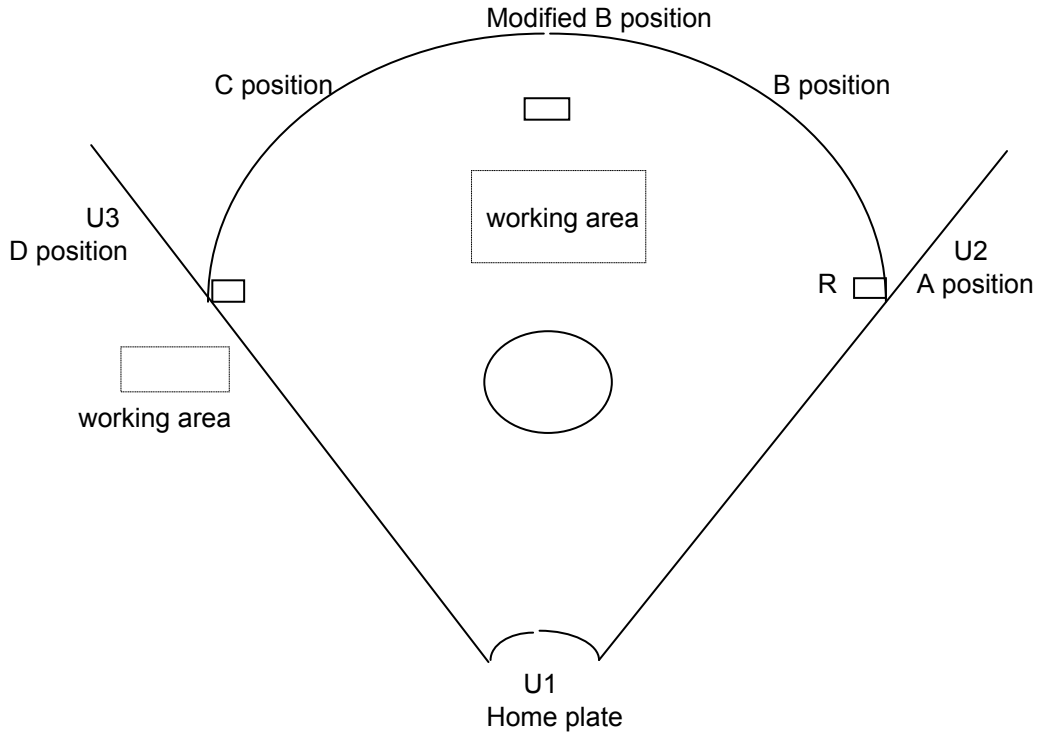 Modified B position
C position
B position
working area
U3
D position
U2
R
A position
working area
U1
Home plate